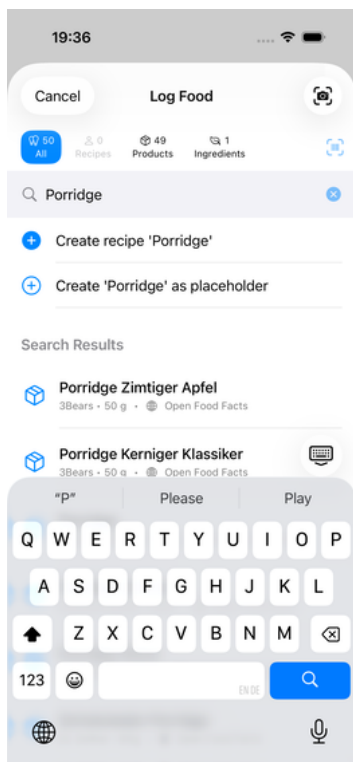 19:36
Cancel
Log Food
50 0 49 1
All Recipes Products Ingredients
Porridge
Create recipe 'Porridge'
Create 'Porridge' as placeholder
Search Results
Porridge Zimtiger Apfel
3Bears • 50 g • Open Food Facts
Porridge Kerniger Klassiker
3Bears • 50 g • Open Food Facts
“P” Please Play
Q W E R T Y U I O P
A S D F G H J K L
Z X C V B N M
123 EN DE